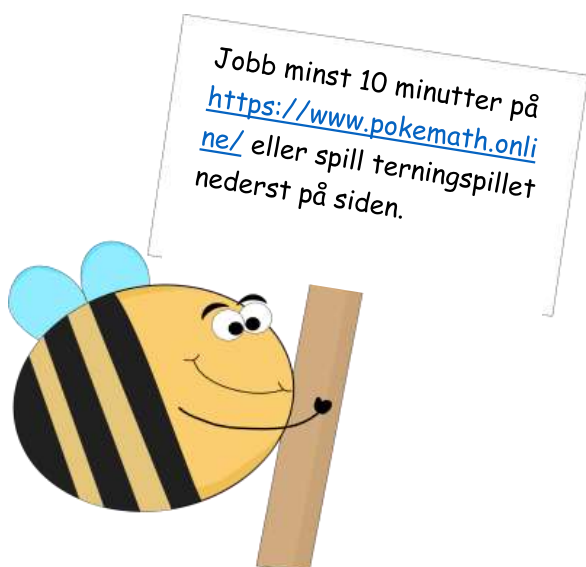 Jobb minst 10 minutter på
https://www.pokemath.onli
ne/ eller spill terningspillet
nederst på siden.